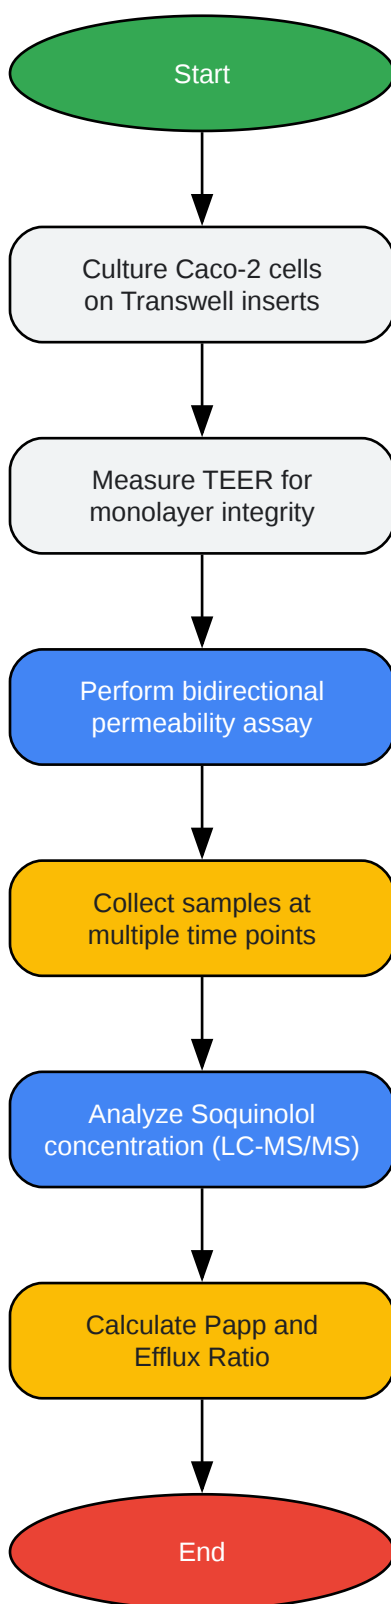 Start
Culture Caco-2 cells
on Transwell inserts
Measure TEER for
monolayer integrity
Perform bidirectional
permeability assay
Collect samples at
multiple time points
Analyze Soquinolol
concentration (LC-MS/MS)
Calculate Papp and
Efflux Ratio
End